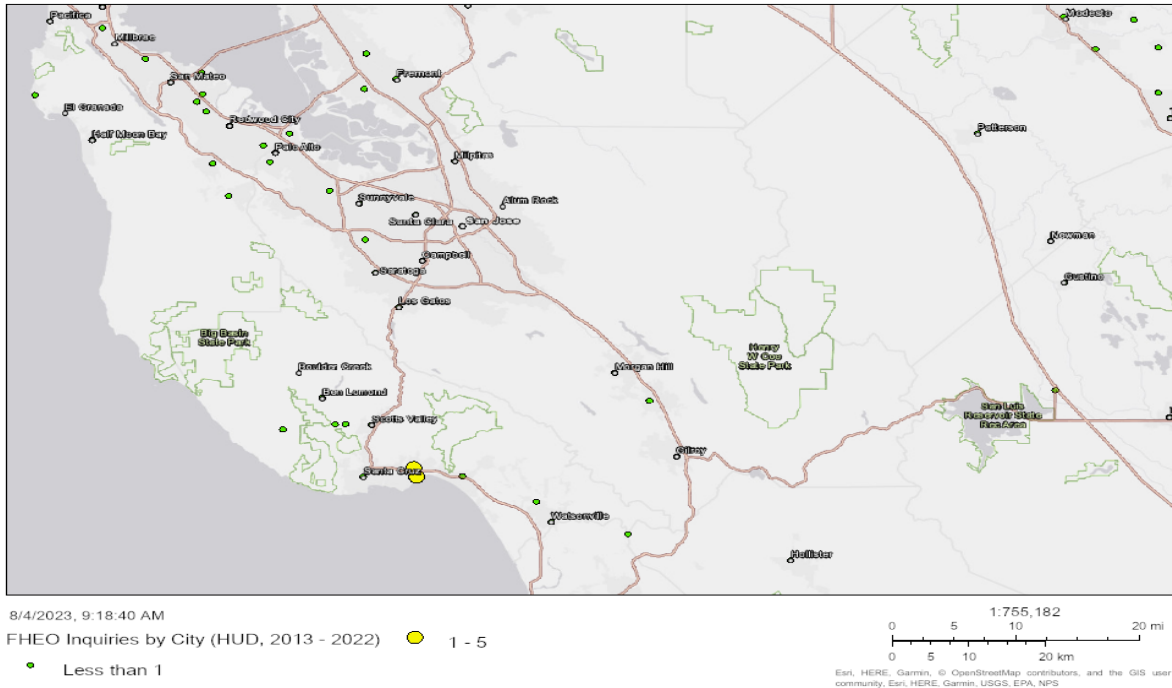 Pacifica
Millbrae
Modesto
San Mateo
Fremont
El Granada
Redwood City
Half Moon Bay
Palo Alto
Patterson
Milpitas
Sunnyvale
Alum Rock
Santa Clara
San Jose
Newman
Campbell
Gustine
Saratoga
Los Gatos
Big Basin
State Park
Henry
W Coe
State Park
Boulder Creek
Morgan Hill
Ben Lomond
San Luis
Reservoir State
Rec Area
Scotts Valley
Gilroy
Santa Cruz
Watsonville
Hollister
8/4/2023, 9:18:40 AM
FHEO Inquiries by City (HUD, 2013 - 2022)
1 - 5
Less than 1
1:755,182
0 5 10 20 mi
0 5 10 20 km
Esri, HERE, Garmin, © OpenStreetMap contributors, and the GIS user
community, Esri, HERE, Garmin, USGS, EPA, NPS